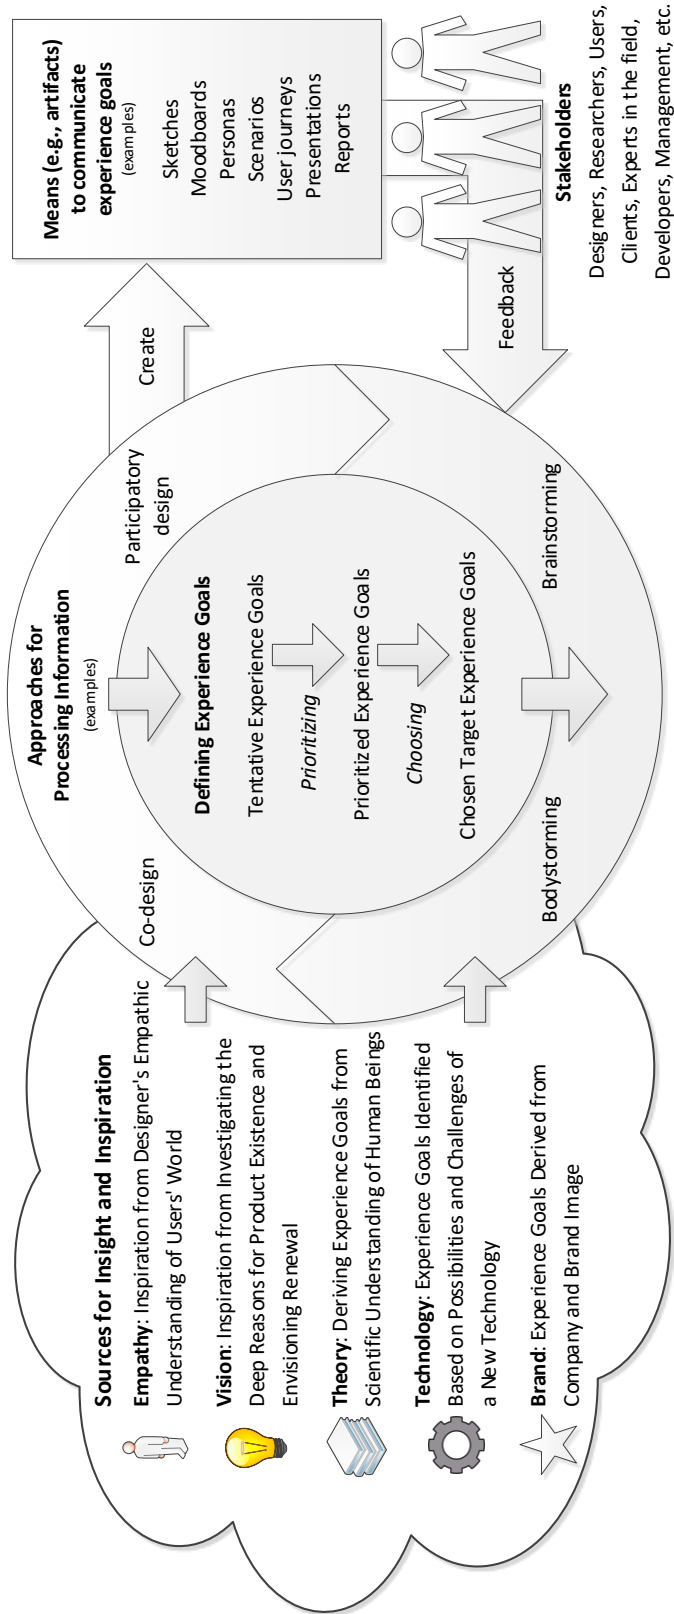 Sources for Insight and Inspiration
Empathy: Inspiration from Designer's Empathic
Understanding of Users' World
Vision: Inspiration from Investigating the
Deep Reasons for Product Existence and
Envisioning Renewal
Theory: Deriving Experience Goals from
Scientific Understanding of Human Beings
Technology: Experience Goals Identified
Based on Possibilities and Challenges of
a New Technology
Brand: Experience Goals Derived from
Company and Brand Image
Approaches for
Processing Information
(examples)
Co-design
Participatory
design
Bodystorming
Brainstorming
Defining Experience Goals
Tentative Experience Goals
Prioritizing
Prioritized Experience Goals
Choosing
Chosen Target Experience Goals
Create
Means (e.g., artifacts)
to communicate
experience goals
(examples)
Sketches
Moodboards
Personas
Scenarios
User journeys
Presentations
Reports
Feedback
Stakeholders
Designers, Researchers, Users,
Clients, Experts in the field,
Developers, Management, etc.